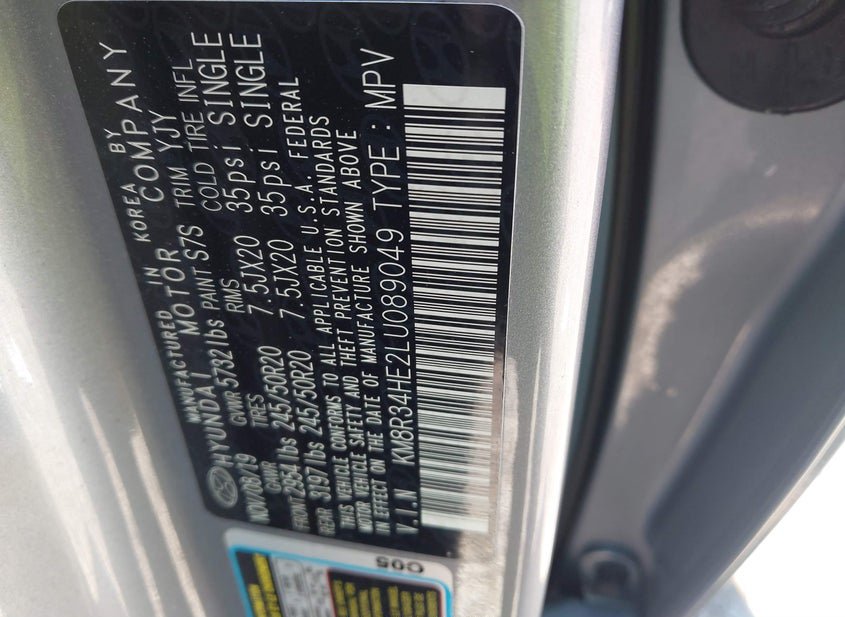 MANUFACTURED IN KOREA BY
HYUNDAI MOTOR COMPANY
NOV/08/19 GVWR 5732 lbs PAINT S7S TRIM YJY
GAWR TIRES RIMS COLD TIRE INFL
FRONT 2954 lbs 245/50R20 7.5JX20 35psi SINGLE
REAR 3197 lbs 245/50R20 7.5JX20 35psi SINGLE
THIS VEHICLE CONFORMS TO ALL APPLICABLE U.S.A. FEDERAL
MOTOR VEHICLE SAFETY AND THEFT PREVENTION STANDARDS
IN EFFECT ON THE DATE OF MANUFACTURE SHOWN ABOVE
V.I.N KM8R34HE2LU089049 TYPE : MPV
C05